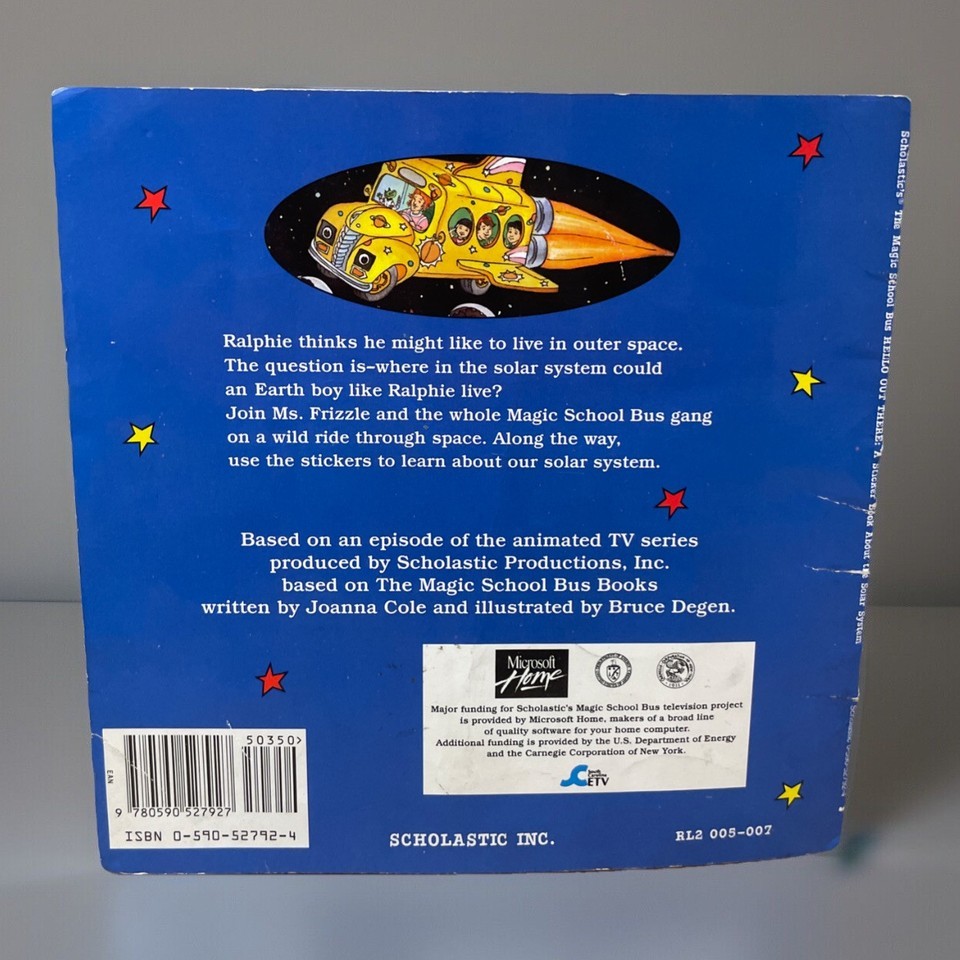 Ralphie thinks he might like to live in outer space.
The question is–where in the solar system could
an Earth boy like Ralphie live?
Join Ms. Frizzle and the whole Magic School Bus gang
on a wild ride through space. Along the way,
use the stickers to learn about our solar system.
Based on an episode of the animated TV series
produced by Scholastic Productions, Inc.
based on The Magic School Bus Books
written by Joanna Cole and illustrated by Bruce Degen.
Microsoft
Home
Major funding for Scholastic's Magic School Bus television project
is provided by Microsoft Home, makers of a broad line
of quality software for your home computer.
Additional funding is provided by the U.S. Department of Energy
and the Carnegie Corporation of New York.
South
Carolina
ETV
EAN
50350>
9 780590 527927
ISBN 0-590-52792-4
SCHOLASTIC INC.
RL2 005-007
Scholastic's® The Magic School Bus HELLO OUT THERE: A Sticker Book About the Solar System